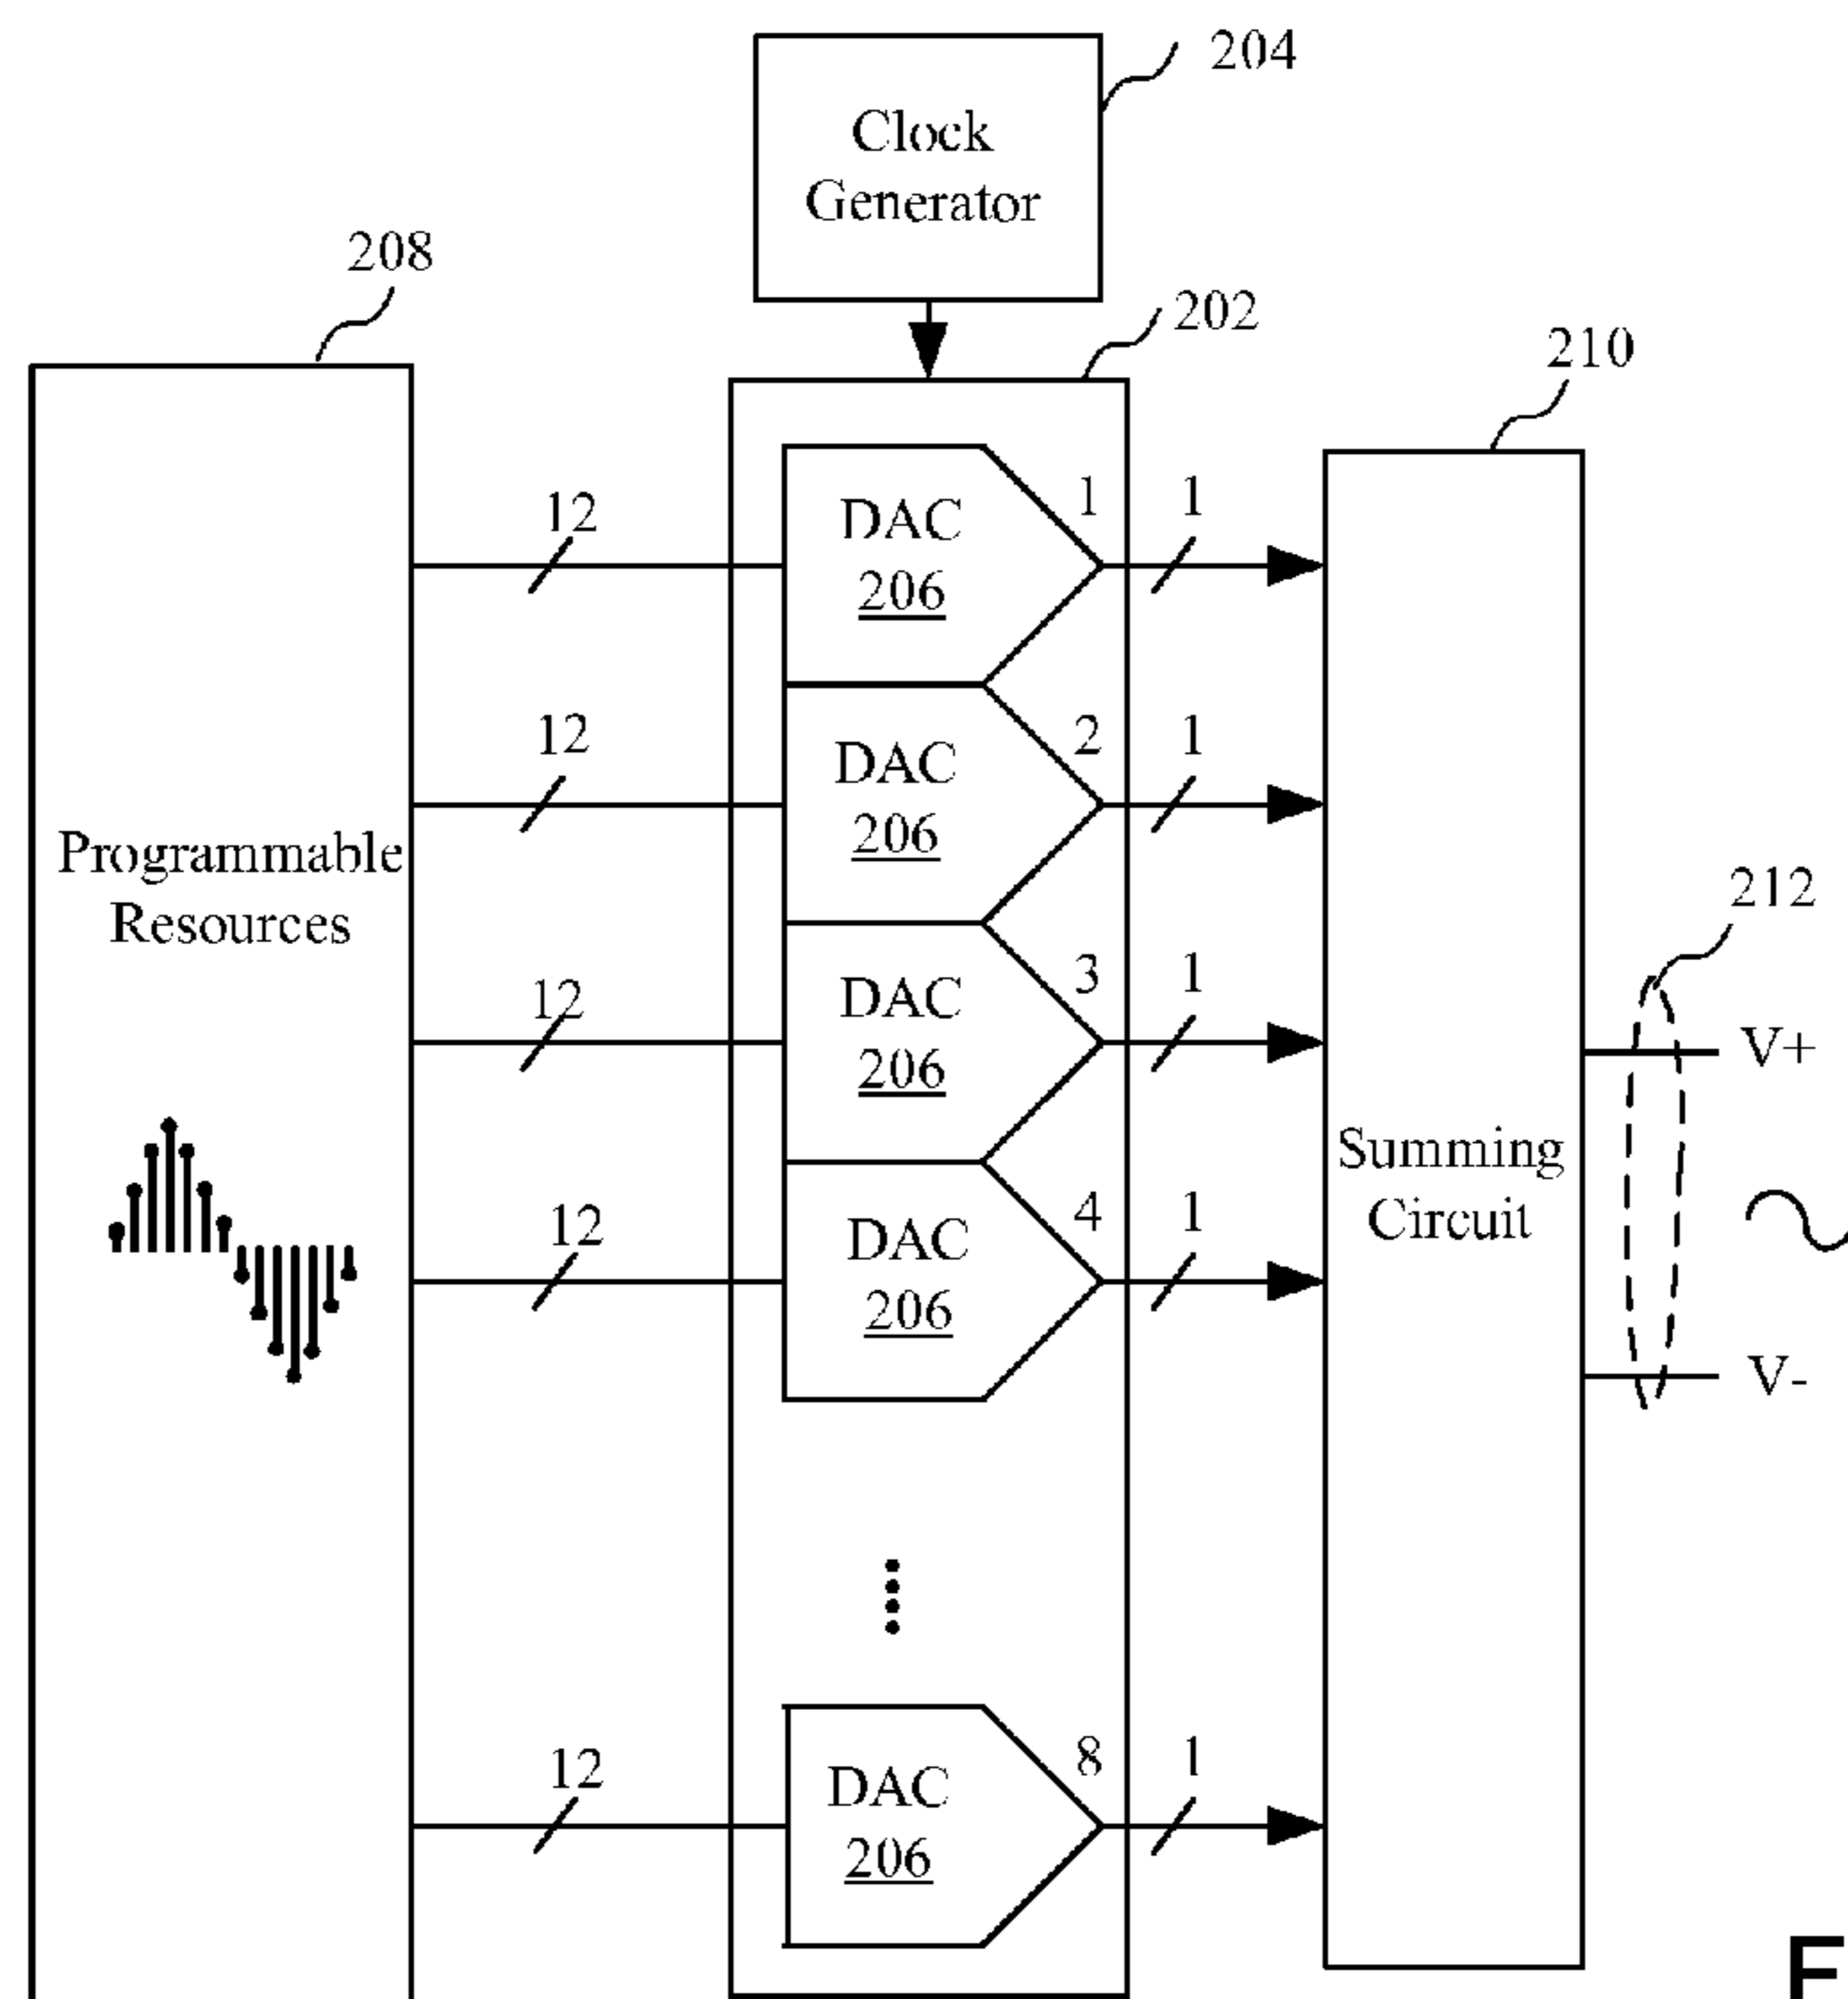 204
Clock
Generator
208
202
210
12
DAC
206
1
1
12
DAC
206
2
1
Programmable
Resources
212
12
DAC
206
3
1
V+
Summing
Circuit
12
DAC
206
4
1
V-
12
DAC
206
8
1
F